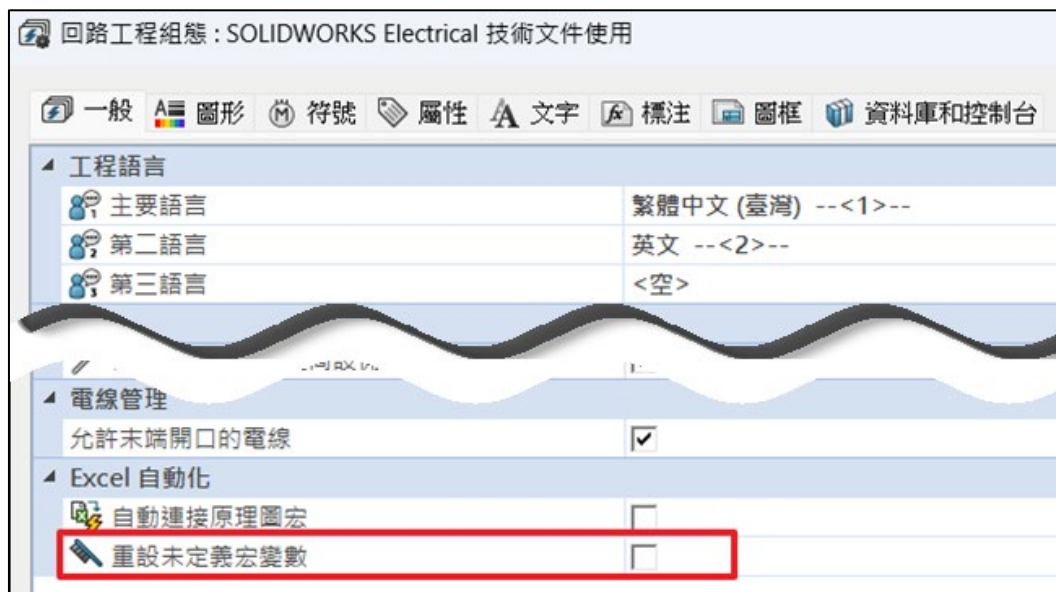 回路工程組態 : SOLIDWORKS Electrical 技術文件使用
一般 圖形 符號 屬性 文字 標注 圖框 資料庫和控制台
工程語言
主要語言 繁體中文 (臺灣) --<1>--
第二語言 英文 --<2>--
第三語言 <空>
電線管理
允許末端開口的電線
Excel 自動化
自動連接原理圖宏
重設未定義宏變數